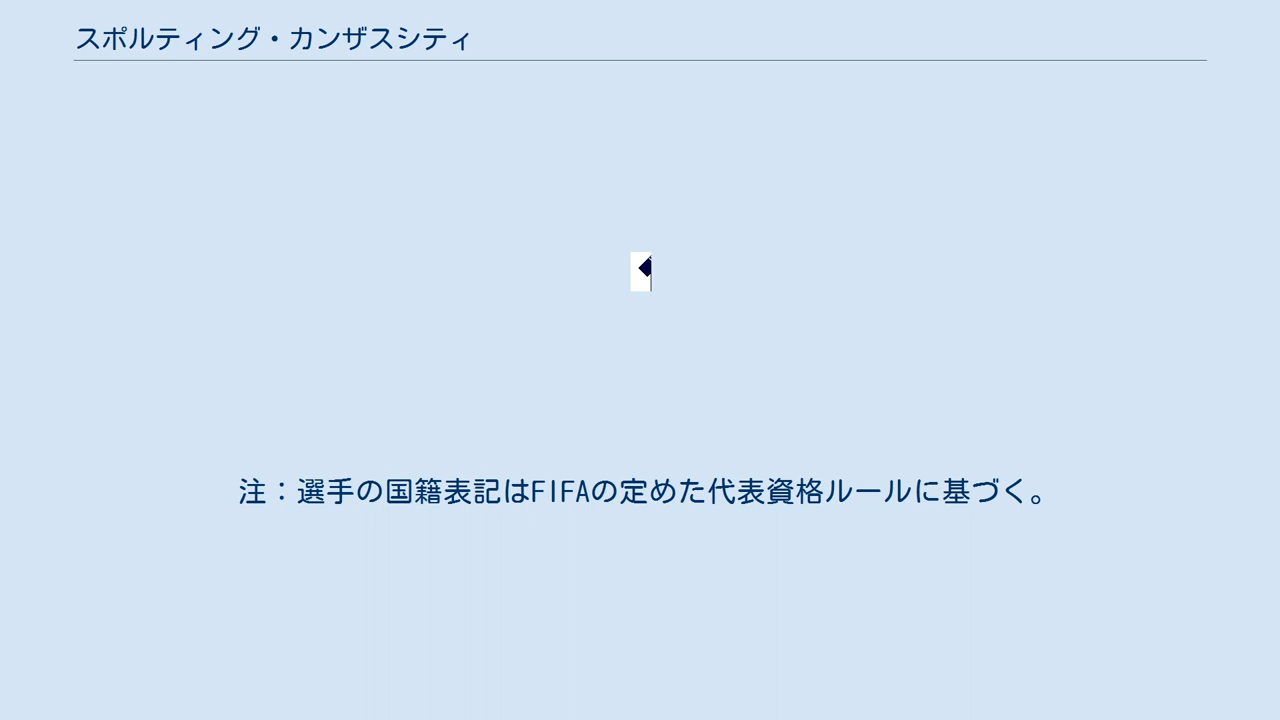 スポルティング・カンザスシティ
注：選手の国籍表記はFIFAの定めた代表資格ルールに基づく。